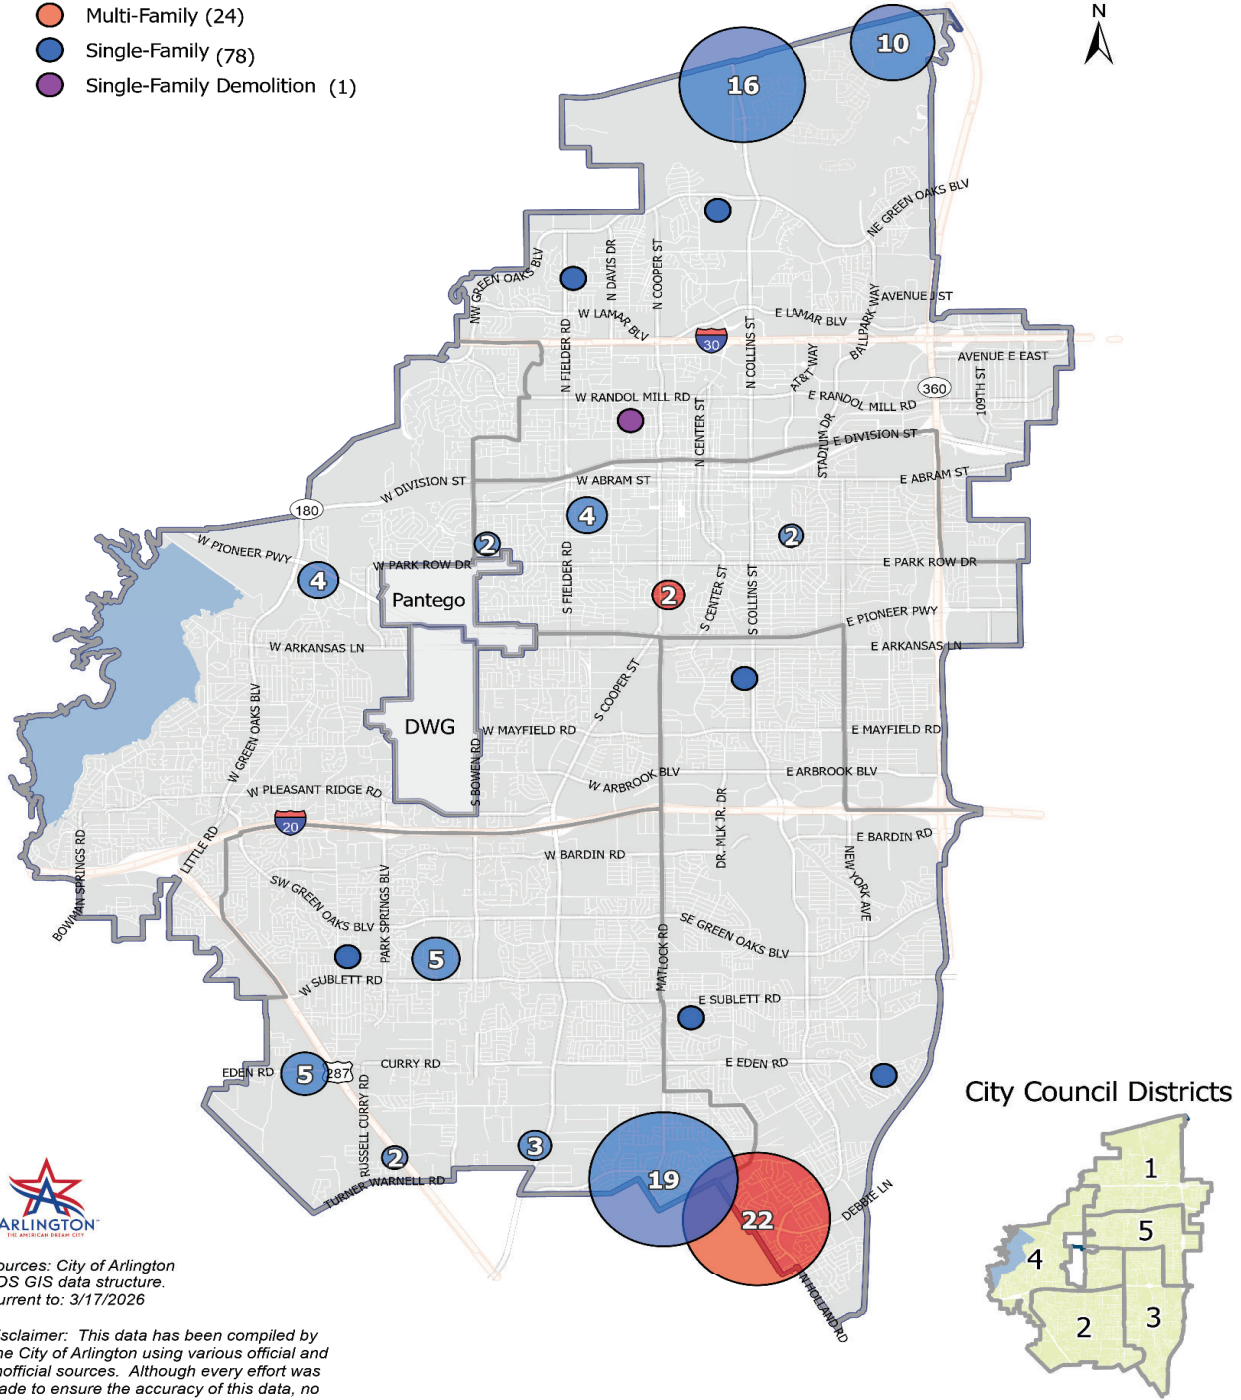 Multi-Family (24)
Single-Family (78)
Single-Family Demolition (1)
N
10
16
NE GREEN OAKS BLV
NW GREEN OAKS BLV
N DAVIS DR
N COOPER ST
AVENUE J ST
W LAMAR BLV
E LAMAR BLV
BALLPARK WAY
N FIELDER RD
30
N COLLINS ST
AT&T WAY
AVENUE E EAST
360
109TH ST
W RANDOL MILL RD
E RANDOL MILL RD
N CENTER ST
STADIUM DR
E DIVISION ST
W DIVISION ST
W ABRAM ST
E ABRAM ST
180
4
2
2
W PIONEER PWY
W PARK ROW DR
E PARK ROW DR
4
S FIELDER RD
Pantego
2
S CENTER ST
S COLLINS ST
E PIONEER PWY
W ARKANSAS LN
E ARKANSAS LN
S COOPER ST
W GREEN OAKS BLV
DWG
W MAYFIELD RD
E MAYFIELD RD
S BOWEN RD
W ARBROOK BLV
E ARBROOK BLV
W PLEASANT RIDGE RD
DR. MLK JR. DR
20
LITTLE RD
E BARDIN RD
W BARDIN RD
BOWMAN SPRINGS RD
SW GREEN OAKS BLV
PARK SPRINGS BLV
NEW YORK AVE
SE GREEN OAKS BLV
MATLOCK RD
5
W SUBLETT RD
E SUBLETT RD
EDEN RD
5
287
CURRY RD
E EDEN RD
RUSSELL CURRY RD
2
3
19
TURNER WARNELL RD
22
DEBBIE LN
N HOLLAND RD
City Council Districts
1
5
4
3
2
ARLINGTON
THE AMERICAN DREAM CITY
ources: City of Arlington
DS GIS data structure.
urrent to: 3/17/2026
isclaimer: This data has been compiled by
he City of Arlington using various official and
nofficial sources. Although every effort was
ade to ensure the accuracy of this data, no